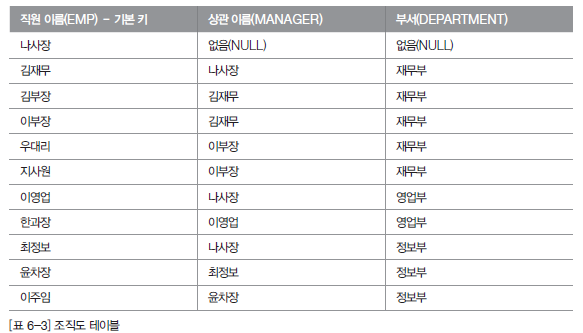 직원 이름(EMP) - 기본 키 상관 이름(MANAGER) 부서(DEPARTMENT)
나사장 없음(NULL) 없음(NULL)
김재무 나사장 재무부
김부장 김재무 재무부
이부장 김재무 재무부
우대리 이부장 재무부
지사원 이부장 재무부
이영업 나사장 영업부
한과장 이영업 영업부
최정보 나사장 정보부
윤차장 최정보 정보부
이주임 윤차장 정보부
[표 6-3] 조직도 테이블